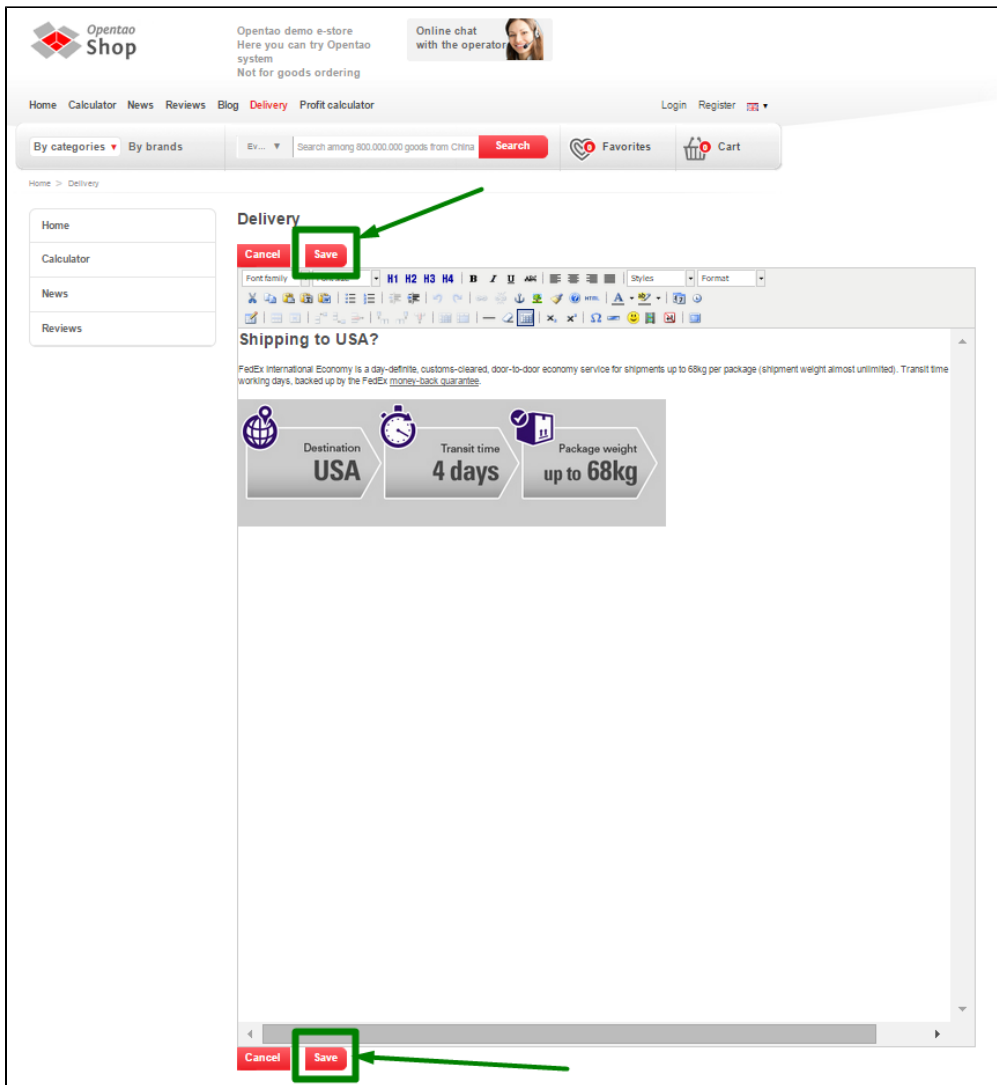 Opentao
Shop
Opentao demo e-store
Here you can try Opentao
system
Not for goods ordering
Online chat
with the operator
Home Calculator News Reviews Blog Delivery Profit calculator
Login Register
By categories By brands
Ev... Search among 800.000.000 goods from China Search
0 Favorites
0 Cart
Home > Delivery
Home
Calculator
News
Reviews
Delivery
Cancel Save
Font family
H1 H2 H3 H4 B I U ABC Styles Format
HTML A
Shipping to USA?
FedEx International Economy is a day-definite, customs-cleared, door-to-door economy service for shipments up to 68kg per package (shipment weight almost unlimited). Transit time
working days, backed up by the FedEx money-back guarantee.
Destination
USA
Transit time
4 days
Package weight
up to 68kg
Cancel Save